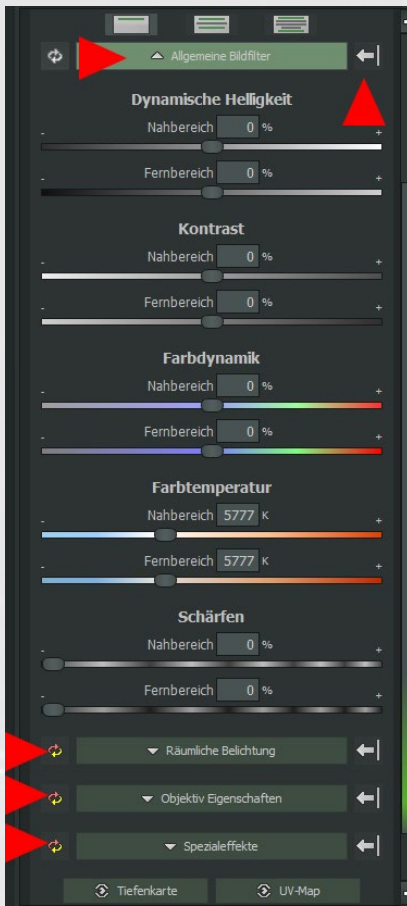 Allgemeine Bildfilter
Dynamische Helligkeit
Nahbereich 0 %
- +
Fernbereich 0 %
- +
Kontrast
Nahbereich 0 %
- +
Fernbereich 0 %
- +
Farbdynamik
Nahbereich 0 %
- +
Fernbereich 0 %
- +
Farbtemperatur
Nahbereich 5777 K
- +
Fernbereich 5777 K
- +
Schärfen
Nahbereich 0 %
- +
Fernbereich 0 %
- +
Räumliche Belichtung
Objektiv Eigenschaften
Spezialeffekte
Tiefenkarte UV-Map